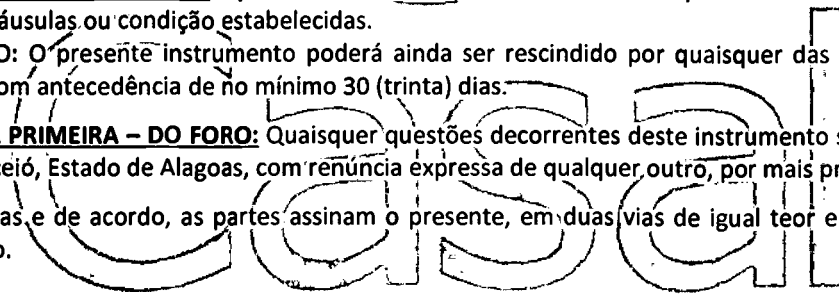 áusulas ou condição estabelecidas.
O: O presente instrumento poderá ainda ser rescindido por quaisquer das
om antecedência de no mínimo 30 (trinta) dias.
PRIMEIRA – DO FORO: Quaisquer questões decorrentes deste instrumento s
ceió, Estado de Alagoas, com renúncia expressa de qualquer outro, por mais pr
as e de acordo, as partes assinam o presente, em duas vias de igual teor e
o.
casal